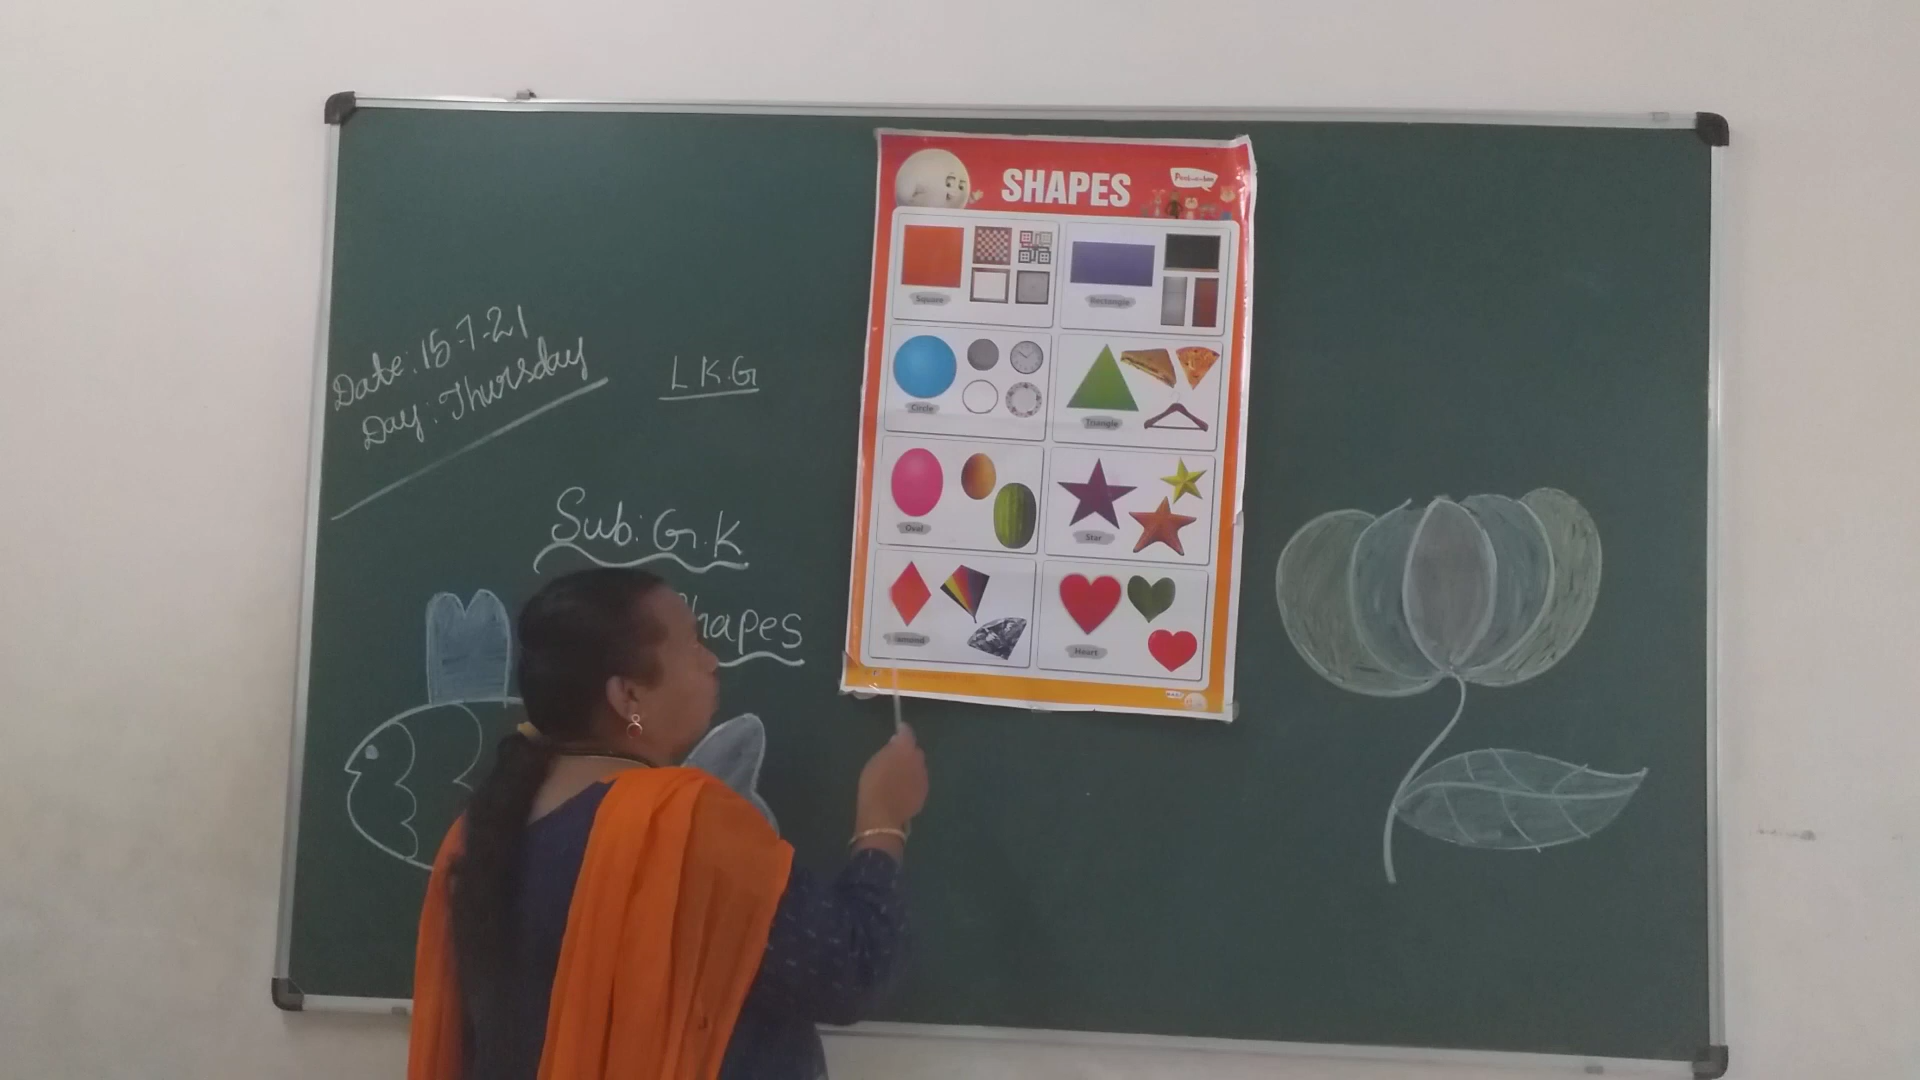 Date: 15-7-21
Day: Thursday
L K.G
Sub: G.K
hapes
SHAPES
Square
Rectangle
Circle
Triangle
Oval
Star
Heart